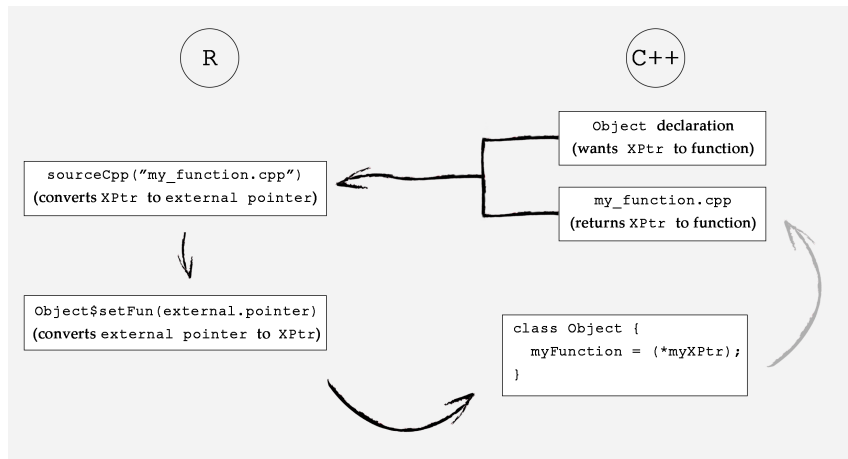 R
C++
Object declaration
(wants XPtr to function)
sourceCpp("my_function.cpp")
(converts XPtr to external pointer)
my_function.cpp
(returns XPtr to function)
Object$setFun(external.pointer)
(converts external pointer to XPtr)
class Object {
myFunction = (*myXPtr);
}